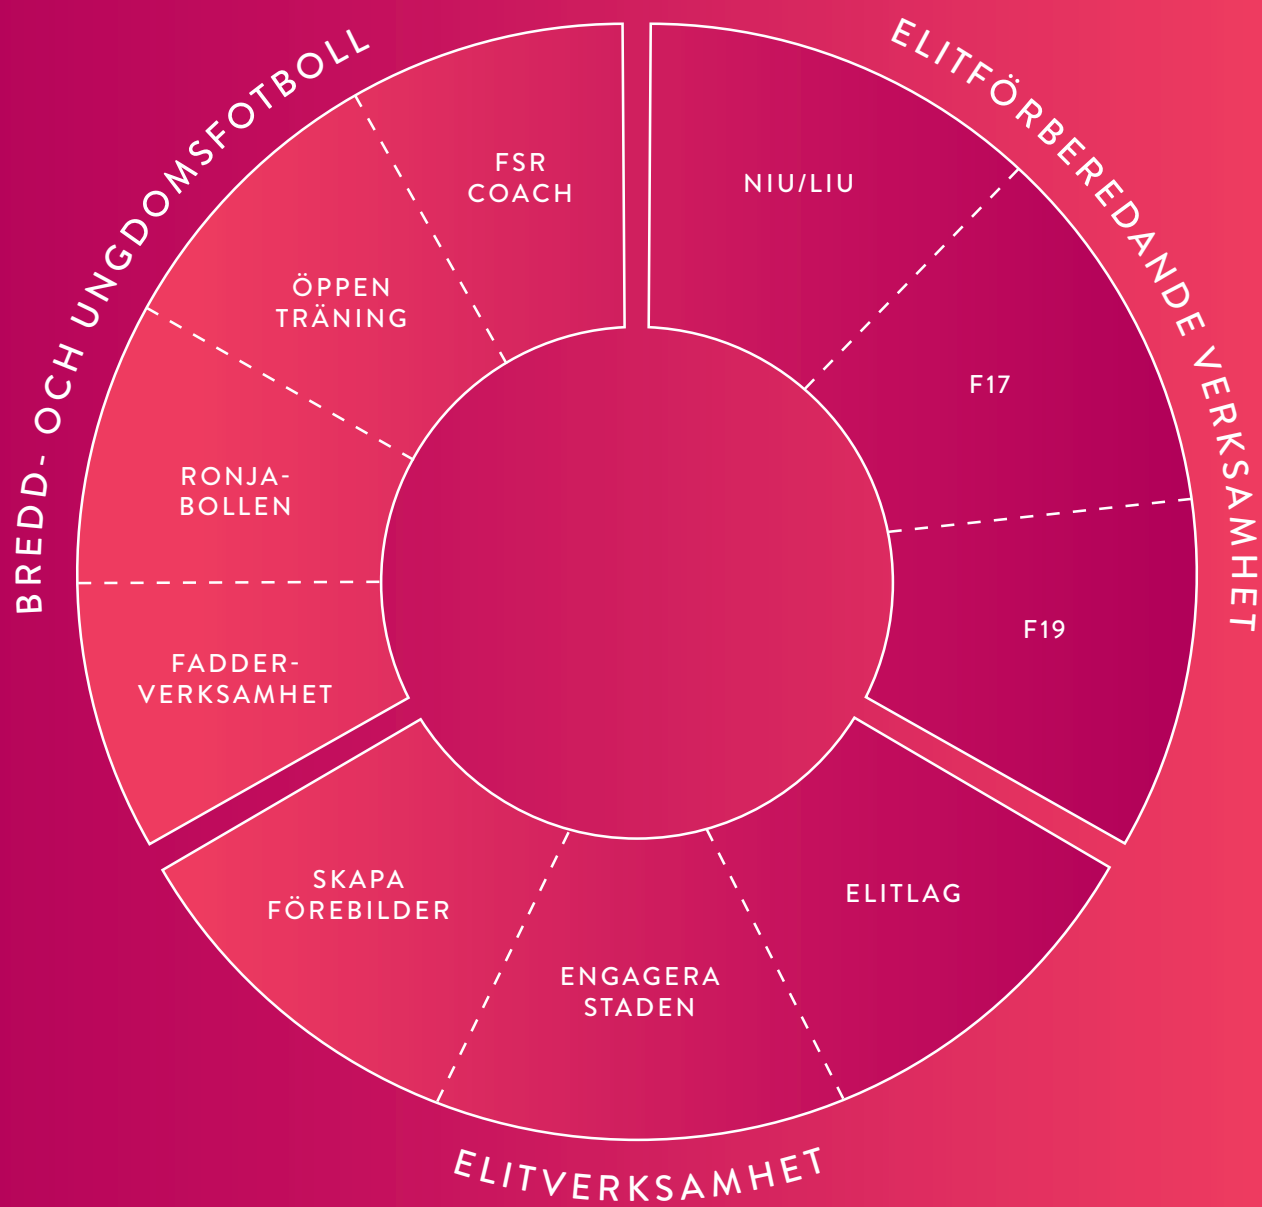 BREDD- OCH UNGDOMSFOTBOLL
FSR
COACH
ÖPPEN
TRÄNING
RONJA-
BOLLEN
FADDER-
VERKSAMHET
ELITFÖRBEREDANDE VERKSAMHET
NIU/LIU
F17
F19
ELITLAG
ENGAGERA
STADEN
SKAPA
FÖREBILDER
ELITVERKSAMHET